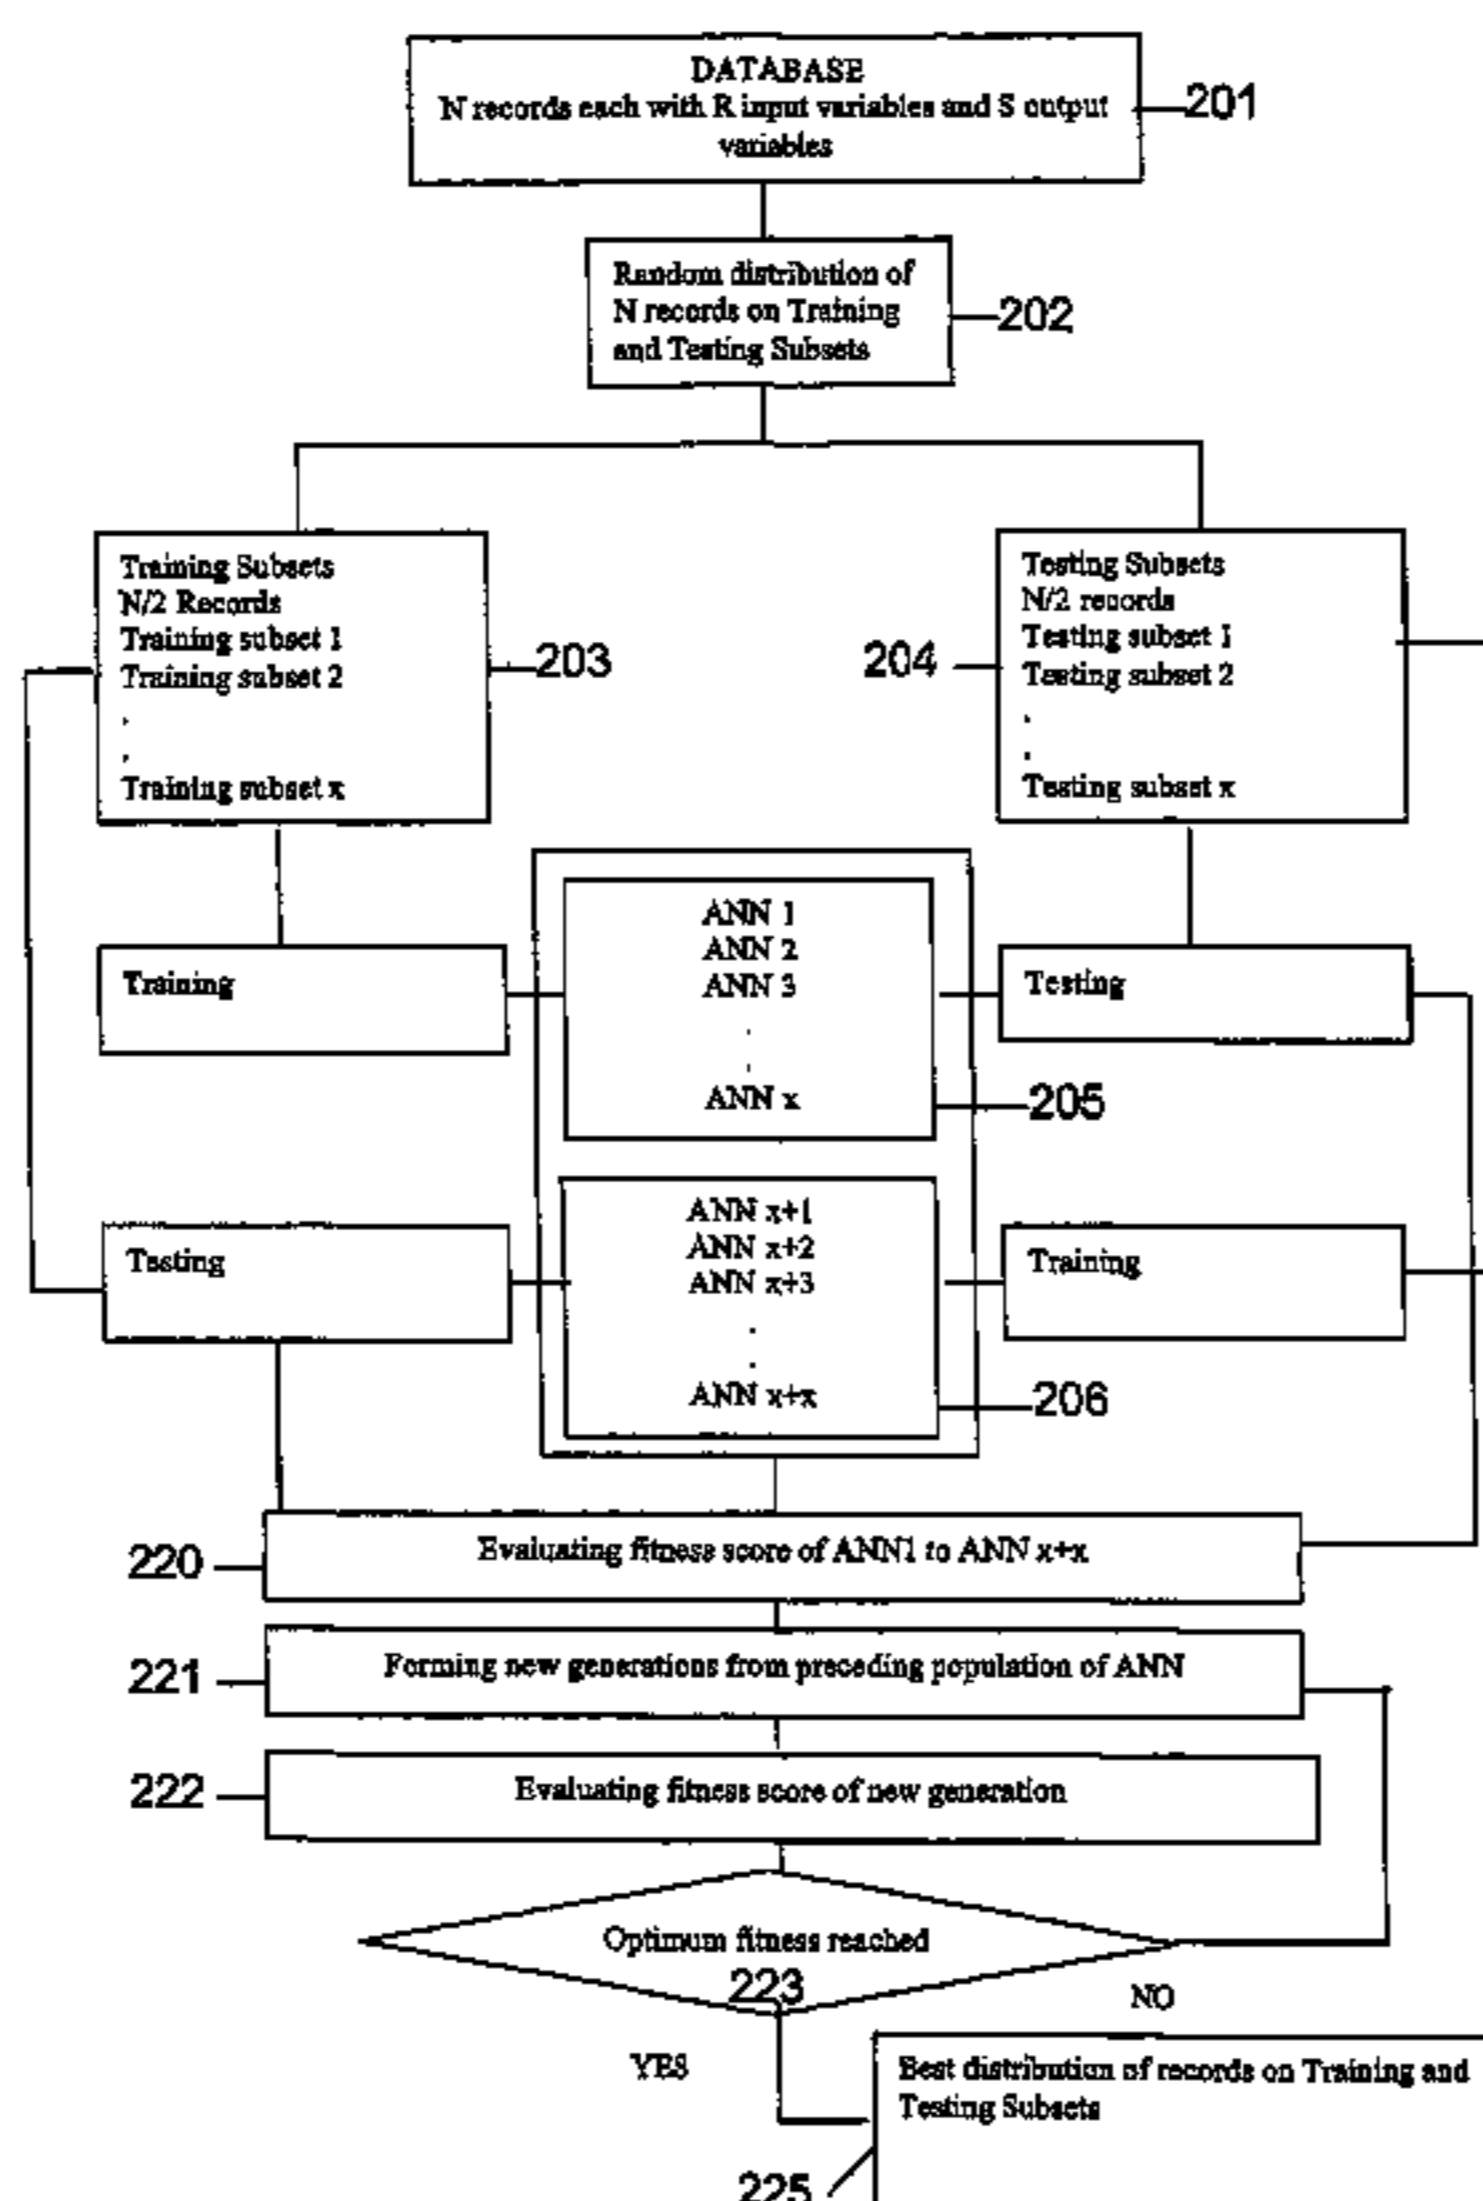 DATABASE
N records each with R input variables and S output
variables
201
Random distribution of
N records on Training
and Testing Subsets
202
Training Subsets
N/2 Records
Training subset 1
Training subset 2
.
.
Training subset x
203
204
Testing Subsets
N/2 records
Testing subset 1
Testing subset 2
.
.
Testing subset x
Training
ANN 1
ANN 2
ANN 3
.
.
ANN x
Testing
205
Testing
ANN x+1
ANN x+2
ANN x+3
.
.
ANN x+x
Training
206
220
Evaluating fitness score of ANN1 to ANN x+x
221
Forming new generations from preceding population of ANN
222
Evaluating fitness score of new generation
Optimum fitness reached
223
NO
YES
Best distribution of records on Training and
Testing Subsets
225